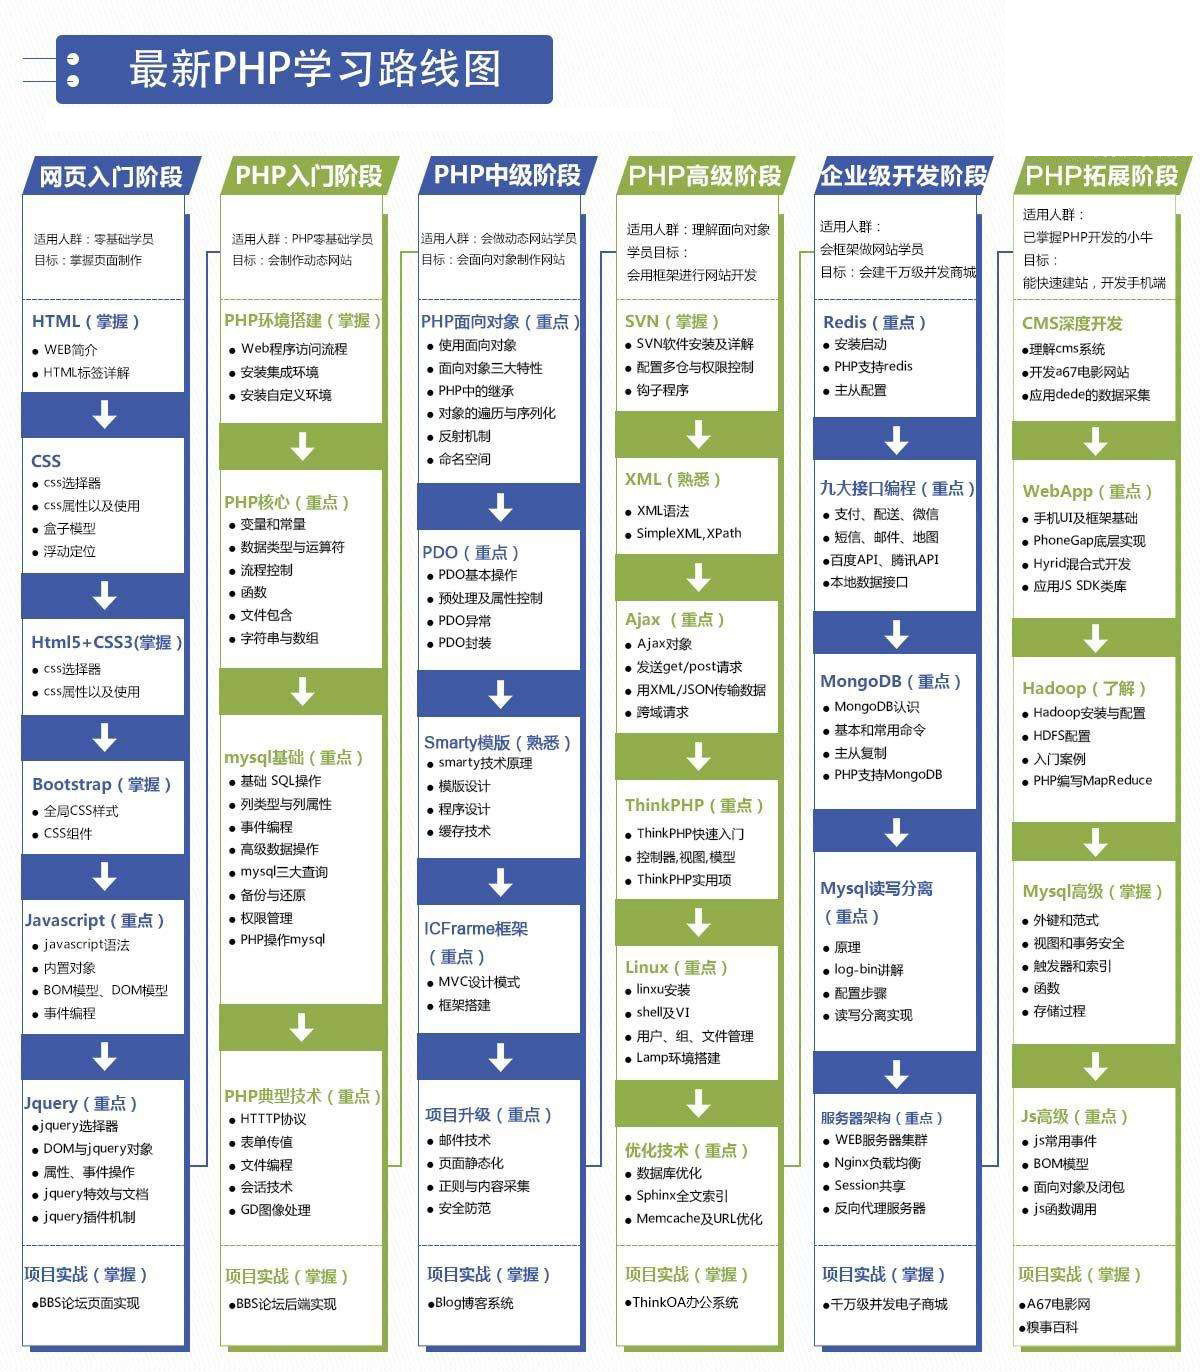 最新PHP学习路线图
网页入门阶段
适用人群：零基础学员
目标：掌握页面制作
HTML（掌握）
● WEB简介
● HTML标签详解
CSS
● css选择器
● css属性以及使用
● 盒子模型
● 浮动定位
Html5+CSS3(掌握）
● css选择器
● css属性以及使用
Bootstrap（掌握）
● 全局CSS样式
● CSS组件
Javascript（重点）
● javascript语法
● 内置对象
● BOM模型、DOM模型
● 事件编程
Jquery（重点）
●jquery选择器
● DOM与jquery对象
● 属性、事件操作
● jquery特效与文档
● jquery插件机制
项目实战（掌握）
●BBS论坛页面实现
PHP入门阶段
适用人群：PHP零基础学员
目标：会制作动态网站
PHP环境搭建（掌握）
● Web程序访问流程
● 安装集成环境
● 安装自定义环境
PHP核心（重点）
● 变量和常量
● 数据类型与运算符
● 流程控制
● 函数
● 文件包含
● 字符串与数组
mysql基础（重点）
● 基础 SQL操作
● 列类型与列属性
● 事件编程
● 高级数据操作
● mysql三大查询
● 备份与还原
● 权限管理
● PHP操作mysql
PHP典型技术（重点）
● HTTTP协议
● 表单传值
● 文件编程
● 会话技术
● GD图像处理
项目实战（掌握）
●BBS论坛后端实现
PHP中级阶段
适用人群：会做动态网站学员
目标：会面向对象制作网站
PHP面向对象（重点）
● 使用面向对象
● 面向对象三大特性
● PHP中的继承
● 对象的遍历与序列化
● 反射机制
● 命名空间
PDO（重点）
● PDO基本操作
● 预处理及属性控制
● PDO异常
● PDO封装
Smarty模版（熟悉）
● smarty技术原理
● 模版设计
● 程序设计
● 缓存技术
ICFrarme框架
（重点）
● MVC设计模式
● 框架搭建
项目升级（重点）
● 邮件技术
● 页面静态化
● 正则与内容采集
● 安全防范
项目实战（掌握）
●Blog博客系统
PHP高级阶段
适用人群：理解面向对象
学员目标：
会用框架进行网站开发
SVN（掌握）
● SVN软件安装及详解
● 配置多仓与权限控制
● 钩子程序
XML（熟悉）
● XML语法
● SimpleXML,XPath
Ajax （重点）
● Ajax对象
● 发送get/post请求
● 用XML/JSON传输数据
● 跨域请求
ThinkPHP（重点）
● ThinkPHP快速入门
● 控制器,视图,模型
● ThinkPHP实用项
Linux（重点）
● linxu安装
● shell及VI
● 用户、组、文件管理
● Lamp环境搭建
优化技术（重点）
● 数据库优化
● Sphinx全文索引
● Memcache及URL优化
项目实战（掌握）
●ThinkOA办公系统
企业级开发阶段
适用人群：
会框架做网站学员
目标：会建千万级并发商城
Redis（重点）
● 安装启动
● PHP支持redis
● 主从配置
九大接口编程（重点）
● 支付、配送、微信
● 短信、邮件、地图
●百度API、腾讯API
●本地数据接口
MongoDB（重点）
● MongoDB认识
● 基本和常用命令
● 主从复制
● PHP支持MongoDB
Mysql读写分离
（重点）
● 原理
● log-bin讲解
● 配置步骤
● 读写分离实现
服务器架构（重点）
● WEB服务器集群
● Nginx负载均衡
● Session共享
● 反向代理服务器
项目实战（掌握）
●千万级并发电子商城
PHP拓展阶段
适用人群：
已掌握PHP开发的小牛
目标：
能快速建站，开发手机端
CMS深度开发
●理解cms系统
●开发a67电影网站
●应用dede的数据采集
WebApp（重点）
● 手机UI及框架基础
● PhoneGap底层实现
● Hyrid混合式开发
● 应用JS SDK类库
Hadoop（了解）
● Hadoop安装与配置
● HDFS配置
● 入门案例
● PHP编写MapReduce
Mysql高级（掌握）
● 外键和范式
● 视图和事务安全
● 触发器和索引
● 函数
● 存储过程
Js高级（重点）
● js常用事件
● BOM模型
● 面向对象及闭包
● js函数调用
项目实战（掌握）
●A67电影网
●糗事百科